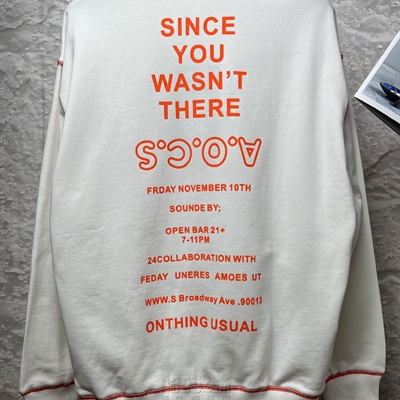 SINCE
YOU
WASN'T
THERE
A.O.C.S
FRDAY NOVEMBER 10TH
SOUNDE BY;
OPEN BAR 21+
7-11PM
24COLLABORATION WITH
FEDAY UNERES AMOES UT
WWW.S Broadway Ave .90013
ONTHING USUAL